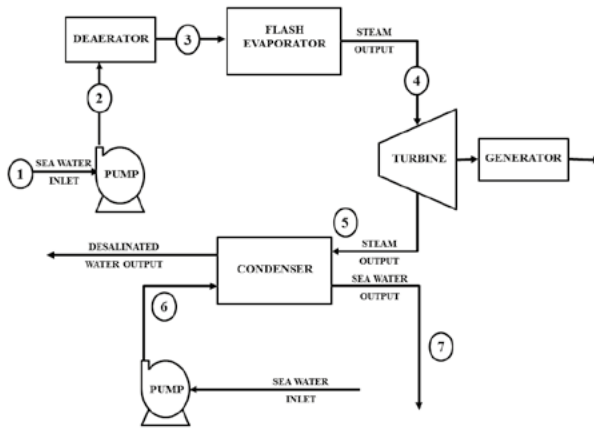 DEAERATOR
3
FLASH
EVAPORATOR
STEAM
OUTPUT
4
2
1
SEA WATER
INLET
PUMP
TURBINE
GENERATOR
5
DESALINATED
WATER OUTPUT
CONDENSER
STEAM
OUTPUT
SEA WATER
OUTPUT
6
7
PUMP
SEA WATER
INLET